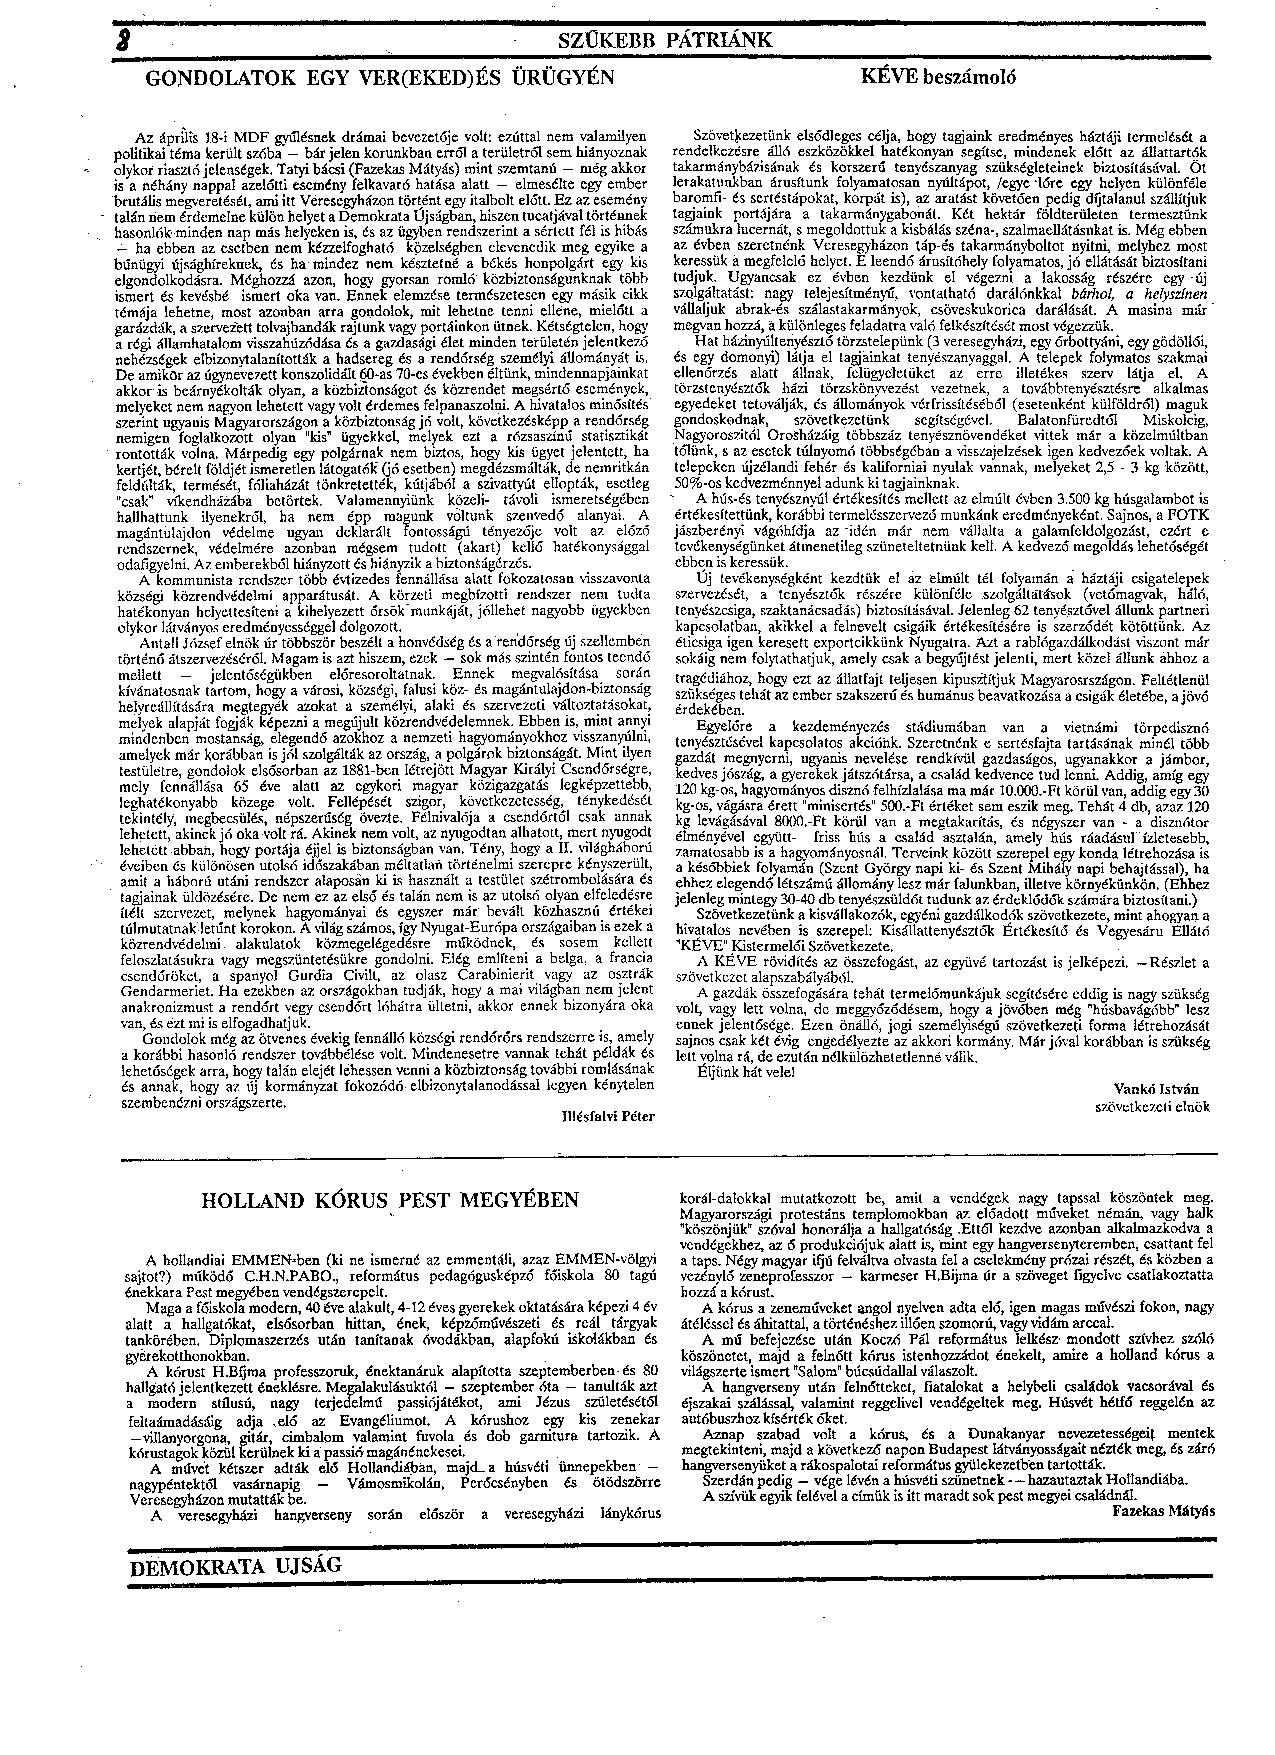 8
SZŰKEBB PÁTRIÁNK
GONDOLATOK EGY VER(EKED)ÉS ÜRÜGYÉN
Az április 18-i MDF gyűlésnek drámai bevezetője volt: ezúttal nem valamilyen
politikai téma került szóba — bár jelen korunkban erről a területről sem hiányoznak
olykor riasztó jelenségek. Tatyi bácsi (Fazekas Mátyás) mint szemtanú — még akkor
is a néhány nappal azelőtti esemény felkavaró hatása alatt — elmesélte egy ember
brutális megveretését, ami itt Veresegyházon történt egy italbolt előtt. Ez az esemény
talán nem érdemelne külön helyet a Demokrata Újságban, hiszen tucatjával történnek
hasonlók minden nap más helyeken is, és az ügyben rendszerint a sértett fél is hibás
— ha ebben az esetben nem kézzelfogható közelségben elevenedik meg egyike a
bűnügyi újsághíreknek, és ha mindez nem késztetné a békés honpolgárt egy kis
elgondolkodásra. Méghozzá azon, hogy gyorsan romló közbiztonságunknak több
ismert és kevésbé ismert oka van. Ennek elemzése természetesen egy másik cikk
témája lehetne, most azonban arra gondolok, mit lehetne tenni ellene, mielőtt a
garázdák, a szervezett tolvajbandák rajtunk vagy portáinkon ütnek. Kétségtelen, hogy
a régi államhatalom visszahúzódása és a gazdasági élet minden területén jelentkező
nehézségek elbizonytalanították a hadsereg és a rendőrség személyi állományát is.
De amikor az úgynevezett konszolidált 60-as 70-es években éltünk, mindennapjainkat
akkor is beárnyékolták olyan, a közbiztonságot és közrendet megsértő események,
melyeket nem nagyon lehetett vagy volt érdemes felpanaszolni. A hivatalos minősítés
szerint ugyanis Magyarországon a közbiztonság jó volt, következésképp a rendőrség
nemigen foglalkozott olyan "kis" ügyekkel, melyek ezt a rózsaszínű statisztikát
rontották volna. Márpedig egy polgárnak nem biztos, hogy kis ügyet jelentett, ha
kertjét, bérelt földjét ismeretlen látogatók (jó esetben) megdézsmálták, de nemritkán
feldúlták, termését, fóliaházát tönkretették, kútjából a szivattyút ellopták, esetleg
"csak" víkendházába betörtek. Valamennyiünk közeli- távoli ismeretségében
hallhattunk ilyenekről, ha nem épp magunk voltunk szenvedő alanyai. A
magántulajdon védelme ugyan deklarált fontosságú tényezője volt az előző
rendszernek, védelmére azonban mégsem tudott (akart) kellő hatékonysággal
odafigyelni. Az emberekből hiányzott és hiányzik a biztonságérzés.
A kommunista rendszer több évtizedes fennállása alatt fokozatosan visszavonta
községi közrendvédelmi apparátusát. A körzeti megbízotti rendszer nem tudta
hatékonyan helyettesíteni a kihelyezett őrsök munkáját, jóllehet nagyobb ügyekben
olykor látványos eredményességgel dolgozott.
Antall József elnök úr többször beszélt a honvédség és a rendőrség új szellemben
történő átszervezéséről. Magam is azt hiszem, ezek — sok más szintén fontos teendő
mellett — jelentőségükben előresoroltatnak. Ennek megvalósítása során
kívánatosnak tartom, hogy a városi, községi, falusi köz- és magántulajdon-biztonság
helyreállítására megtegyék azokat a személyi, alaki és szervezeti változtatásokat,
melyek alapját fogják képezni a megújult közrendvédelemnek. Ebben is, mint annyi
mindenben mostanság, elegendő azokhoz a nemzeti hagyományokhoz visszanyúlni,
amelyek már korábban is jól szolgálták az ország, a polgárok biztonságát. Mint ilyen
testületre, gondolok elsősorban az 1881-ben létrejött Magyar Királyi Csendőrségre,
mely fennállása 65 éve alatt az egykori magyar közigazgatás legképzettebb,
leghatékonyabb közege volt. Fellépését szigor, következetesség, ténykedését
tekintély, megbecsülés, népszerűség övezte. Félnivalója a csendőrtől csak annak
lehetett, akinek jó oka volt rá. Akinek nem volt, az nyugodtan alhatott, mert nyugodt
lehetett abban, hogy portája éjjel is biztonságban van. Tény, hogy a II. világháború
éveiben és különösen utolsó időszakában méltatlan történelmi szerepre kényszerült,
amit a háború utáni rendszer alaposan ki is használt a testület szétrombolására és
tagjainak üldözésére. De nem ez az első és talán nem is az utolsó olyan elfeledésre
ítélt szervezet, melynek hagyományai és egyszer már bevált közhasznú értékei
túlmutatnak letűnt korokon. A világ számos, így Nyugat-Európa országaiban is ezek a
közrendvédelmi alakulatok közmegelégedésre működnek, és sosem kellett
feloszlatásukra vagy megszüntetésükre gondolni. Elég említeni a belga, a francia
csendőröket, a spanyol Gurdia Civilt, az olasz Carabinierit vagy az osztrák
Gendarmeriet. Ha ezekben az országokban tudják, hogy a mai világban nem jelent
anakronizmust a rendőrt vegy csendőrt lóhátra ültetni, akkor ennek bizonyára oka
van, és ezt mi is elfogadhatjuk.
Gondolok még az ötvenes évekig fennálló községi rendőrőrs rendszerre is, amely
a korábbi hasonló rendszer továbbélése volt. Mindenesetre vannak tehát példák és
lehetőségek arra, hogy talán elejét lehessen venni a közbiztonság további romlásának
és annak, hogy az új kormányzat fokozódó elbizonytalanodással legyen kénytelen
szembenézni országszerte.
Illésfalvi Péter
KÉVE beszámoló
Szövetkezetünk elsődleges célja, hogy tagjaink eredményes háztáji termelését a
rendelkezésre álló eszközökkel hatékonyan segítse, mindenek előtt az állattartók
takarmánybázisának és korszerű tenyészanyag szükségleteinek biztosításával. Öt
lerakatunkban árusítunk folyamatosan nyúltápot, /egye lőre egy helyen különféle
baromfi- és sertéstápokat, korpát is), az aratást követően pedig díjtalanul szállítjuk
tagjaink portájára a takarmánygabonát. Két hektár földterületen termesztünk
számukra lucernát, s megoldottuk a kisbálás széna-, szalmaellátásukat is. Még ebben
az évben szeretnénk Veresegyházon táp-és takarmányboltot nyitni, melyhez most
keressük a megfelelő helyet. E leendő árusítóhely folyamatos, jó ellátását biztosítani
tudjuk. Ugyancsak ez évben kezdünk el végezni a lakosság részére egy új
szolgáltatást: nagy telejesítményű, vontatható darálónkkal bárhol, a helyszínen
vállaljuk abrak-és szálastakarmányok, csöveskukorica darálását. A masina már
megvan hozzá, a különleges feladatra való felkészítését most végezzük.
Hat házinyúltenyésztő törzstelepünk (3 veresegyházi, egy őrbottyáni, egy gödöllői,
és egy domonyi) látja el tagjainkat tenyészanyaggal. A telepek folymatos szakmai
ellenőrzés alatt állnak, felügyeletüket az erre illetékes szerv látja el. A
törzstenyésztők házi törzskönyvezést vezetnek, a továbbtenyésztésre alkalmas
egyedeket tetoválják, és állományok vérfrissítéséből (esetenként külföldről) maguk
gondoskodnak, szövetkezetünk segítségével. Balatonfüredtől Miskolcig,
Nagyoroszitól Orosházáig többszáz tenyésznövendéket vittek már a közelmúltban
tőlünk, s az esetek túlnyomó többségében a visszajelzések igen kedvezőek voltak. A
telepeken újzélandi fehér és kaliforniai nyulak vannak, melyeket 2,5 - 3 kg között,
50%-os kedvezménnyel adunk ki tagjainknak.
A hús-és tenyésznyúl értékesítés mellett az elmúlt évben 3.500 kg húsgalambot is
értékesítettünk, korábbi termelésszervező munkánk eredményeként. Sajnos, a FOTK
jászberényi vágóhídja az idén már nem vállalta a galamfeldolgozást, ezért e
tevékenységünket átmenetileg szüneteltetnünk kell. A kedvező megoldás lehetőségét
ebben is keressük.
Új tevékenységként kezdtük el az elmúlt tél folyamán a háztáji csigatelepek
szervezését, a tenyésztők részére különféle szolgáltálások (vetőmagvak, háló,
tenyészcsiga, szaktanácsadás) biztosításával. Jelenleg 62 tenyésztővel állunk partneri
kapcsolatban, akikkel a felnevelt csigáik értékesítésére is szerződét kötöttünk. Az
éticsiga igen keresett exportcikkünk Nyugatra. Azt a rablógazdálkodást viszont már
sokáig nem folytathatjuk, amely csak a begyűjtést jelenti, mert közel állunk ahhoz a
tragédiához, hogy ezt az állatfajt teljesen kipusztítjuk Magyarosrszágon. Feltétlenül
szükséges tehát az ember szakszerű és humánus beavatkozása a csigák életébe, a jövő
érdekében.
Egyelőre a kezdeményezés stádiumában van a vietnámi törpedisznó
tenyésztésével kapcsolatos akciónk. Szeretnénk e sertésfajta tartásának minél több
gazdát megnyerni, ugyanis nevelése rendkívül gazdaságos, ugyanakkor a jámbor,
kedves jószág, a gyerekek játszótársa, a család kedvence tud lenni. Addig, amíg egy
120 kg-os, hagyományos disznó felhízlalása ma már 10.000.-Ft körül van, addig egy 30
kg-os, vágásra érett "minisertés" 500.-Ft értéket sem eszik meg. Tehát 4 db, azaz 120
kg levágásával 8000.-Ft körül van a megtakarítás, és négyszer van - a disznótor
élményével együtt- friss hús a család asztalán, amely hús ráadásul ízletesebb,
zamatosabb is a hagyományosnál. Terveink között szerepel egy konda létrehozása is
a későbbiek folyamán (Szent György napi ki- és Szent Mihály napi behajtással), ha
ehhez elegendő létszámú állomány lesz már falunkban, illetve környékünkön. (Ehhez
jelenleg mintegy 30-40 db tenyészsüldőt tudunk az érdeklődők számára biztosítani.)
Szövetkezetünk a kisvállakozók, egyéni gazdálkodók szövetkezete, mint ahogyan a
hivatalos nevében is szerepel: Kisállattenyésztők Értékesítő és Vegyesáru Ellátó
"KÉVE" Kistermelői Szövetkezete.
A KÉVE rövidítés az összefogást, az együvé tartozást is jelképezi. —Részlet a
szövetkezet alapszabályából.
A gazdák összefogására tehát termelőmunkájuk segítésére eddig is nagy szükség
volt, vagy lett volna, de meggyőződésem, hogy a jövőben még "húsbavágóbb" lesz
ennek jelentősége. Ezen önálló, jogi személyiségű szövetkezeti forma létrehozását
sajnos csak két évig engedélyezte az akkori kormány. Már jóval korábban is szükség
lett volna rá, de ezután nélkülözhetetlenné válik.
Éljünk hát vele!
Vankó István
szövetkezeti elnök
HOLLAND KÓRUS PEST MEGYÉBEN
A hollandiai EMMEN-ben (ki ne ismerné az emmentáli, azaz EMMEN-völgyi
sajtot?) működő C.H.N.PABO., református pedagógusképző főiskola 80 tagú
énekkara Pest megyében vendégszerepelt.
Maga a főiskola modern, 40 éve alakult, 4-12 éves gyerekek oktatására képezi 4 év
alatt a hallgatókat, elsősorban hittan, ének, képzőművészeti és reál tárgyak
tankörében. Diplomaszerzés után tanítanak óvodákban, alapfokú iskolákban és
gyerekotthonokban.
A kórust H.Bijma professzoruk, énektanáruk alapította szeptemberben és 80
hallgató jelentkezett éneklésre. Megalakulásuktól — szeptember óta — tanulták azt
a modern stílusú, nagy terjedelmű passiójátékot, ami Jézus születésétől
feltaámadásáig adja elő az Evangéliumot. A kórushoz egy kis zenekar
—villanyorgona, gitár, cimbalom valamint fuvola és dob garnitura tartozik. A
kórustagok közül kerülnek ki a passió magánénekesei.
A művet kétszer adták elő Hollandiában, majd a húsvéti ünnepekben —
nagypéntektől vasárnapig — Vámosmikolán, Perőcsényben és ötödszörre
Veresegyházon mutatták be.
A veresegyházi hangverseny során először a veresegyházi lánykórus
korál-dalokkal mutatkozott be, amit a vendégek nagy tapssal köszöntek meg.
Magyarországi protestáns templomokban az előadott műveket némán, vagy halk
"köszönjük" szóval honorálja a hallgatóság .Ettől kezdve azonban alkalmazkodva a
vendégekhez, az ő produkciójuk alatt is, mint egy hangversenyteremben, csattant fel
a taps. Négy magyar ifjú felváltva olvasta fel a cselekmény prózai részét, és közben a
vezénylő zeneprofesszor — karmeser H.Bijma úr a szöveget figyelve csatlakoztatta
hozzá a kórust.
A kórus a zeneműveket angol nyelven adta elő, igen magas művészi fokon, nagy
átéléssel és áhitattal, a történéshez illően szomorú, vagy vidám arccal.
A mű befejezése után Koczó Pál református lelkész mondott szívhez szóló
köszönetet, majd a felnőtt kórus istenhozzádot énekelt, amire a holland kórus a
világszerte ismert "Salom" búcsúdallal válaszolt.
A hangverseny után felnőtteket, fiatalokat a helybeli családok vacsorával és
éjszakai szálással, valamint reggelivel vendégeltek meg. Húsvét hétfő reggelén az
autóbuszhoz kísérték őket.
Aznap szabad volt a kórus, és a Dunakanyar nevezetességeit mentek
megtekinteni, majd a következő napon Budapest látványosságait nézték meg, és záró
hangversenyüket a rákospalotai református gyülekezetben tartották.
Szerdán pedig — vége lévén a húsvéti szünetnek -— hazautaztak Hollandiába.
A szívük egyik felével a címük is itt maradt sok pest megyei családnál.
Fazekas Mátyás
DEMOKRATA UJSÁG